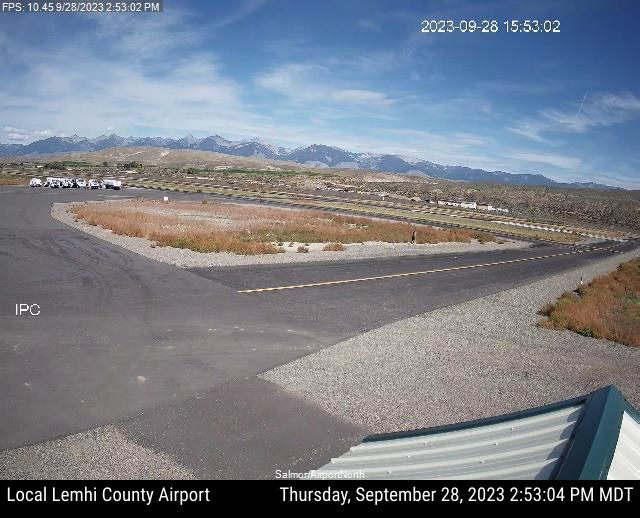 FPS: 10.45 9/28/2023 2:53:02 PM
2023-09-28 15:53:02
IPC
SalmonAirportNorth
Local Lemhi County Airport Thursday, September 28, 2023 2:53:04 PM MDT